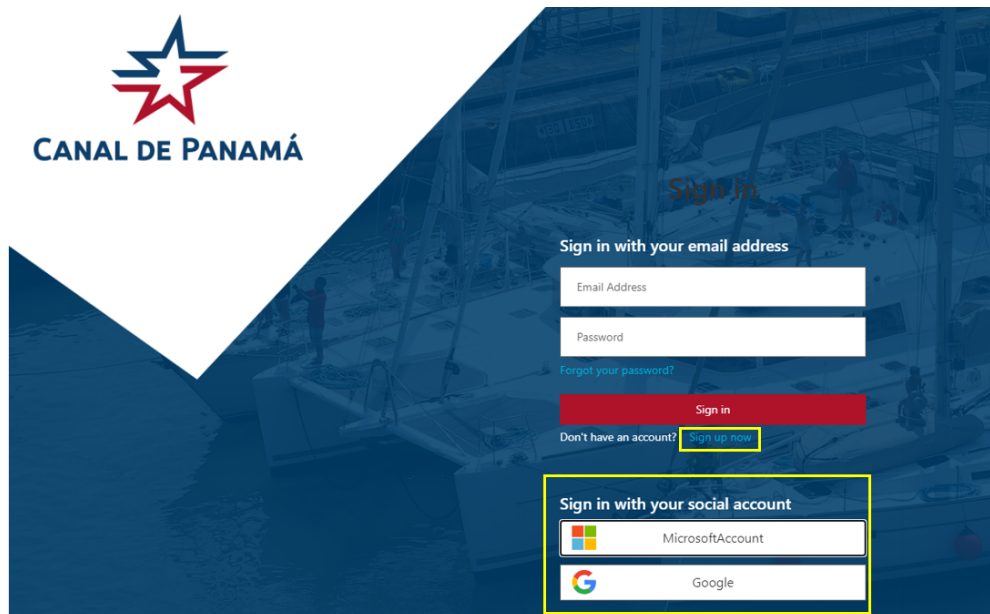 CANAL DE PANAMÁ
Sign in
Sign in with your email address
Email Address
Password
Forgot your password?
Sign in
Don't have an account? Sign up now
Sign in with your social account
MicrosoftAccount
Google